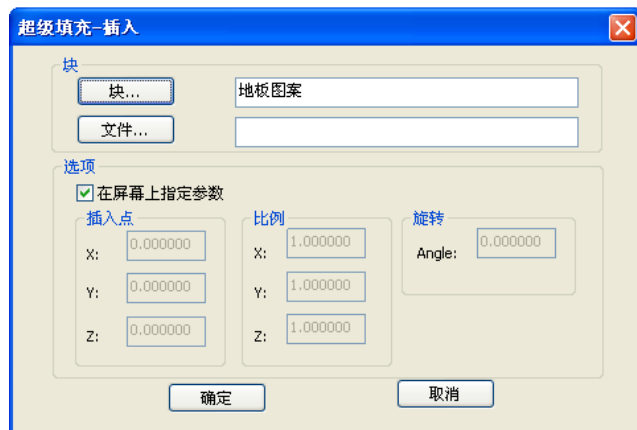 超级填充-插入
块
块...
地板图案
文件...
选项
在屏幕上指定参数
插入点
比例
旋转
X: 0.000000
X: 1.000000
Angle: 0.000000
Y: 0.000000
Y: 1.000000
Z: 0.000000
Z: 1.000000
确定
取消